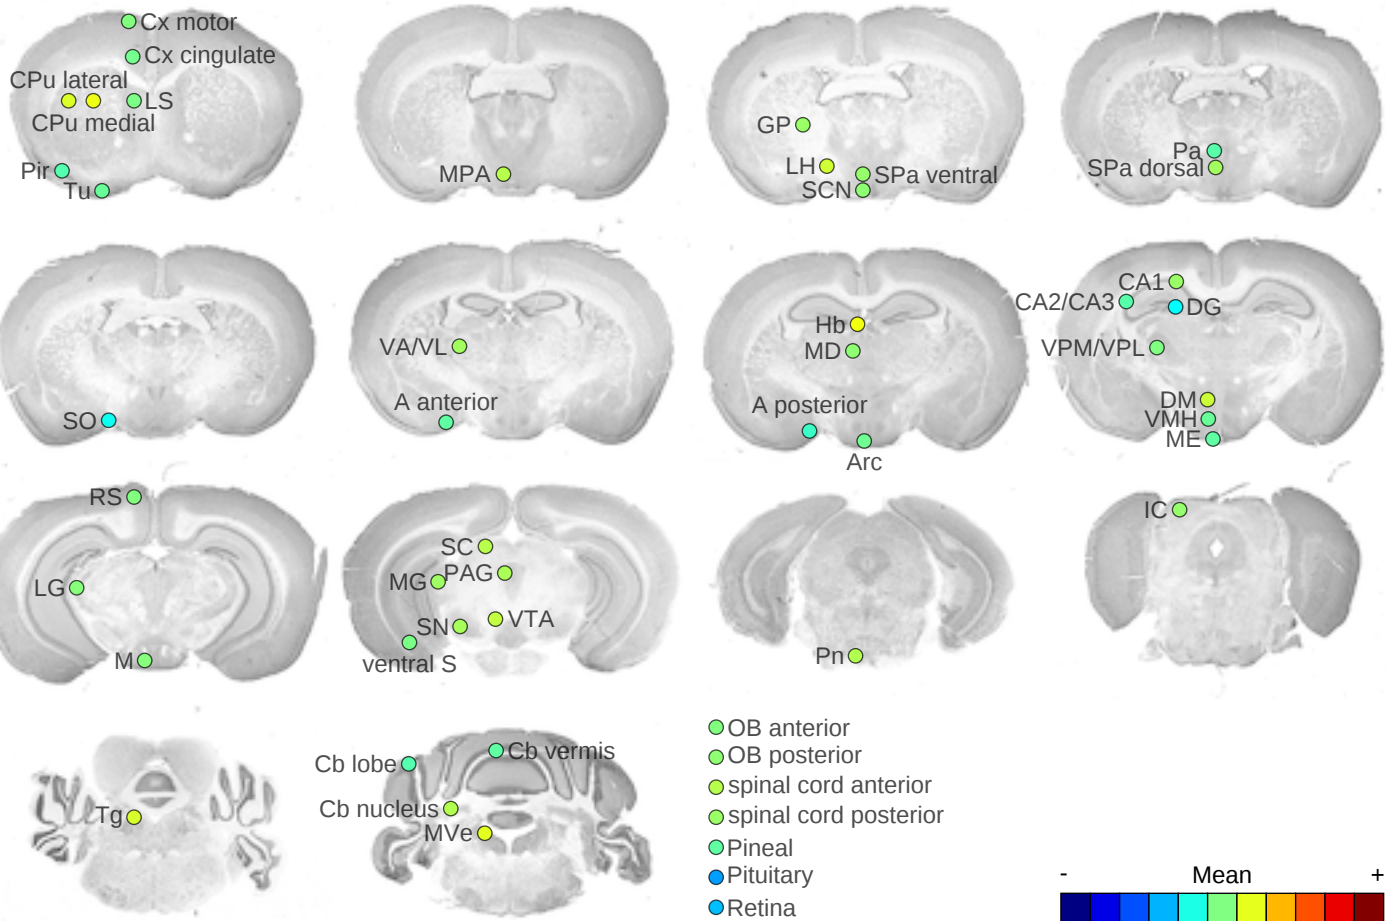 Cx motor
Cx cingulate
CPu lateral
LS
CPu medial
Pir
Tu
MPA
GP
LH
SPa ventral
SCN
Pa
SPa dorsal
SO
VA/VL
A anterior
Hb
MD
A posterior
Arc
CA1
CA2/CA3
DG
VPM/VPL
DM
VMH
ME
RS
LG
M
SC
MG
PAG
SN
VTA
ventral S
Pn
IC
Tg
Cb lobe
Cb vermis
Cb nucleus
MVe
OB anterior
OB posterior
spinal cord anterior
spinal cord posterior
Pineal
Pituitary
Retina
- Mean +